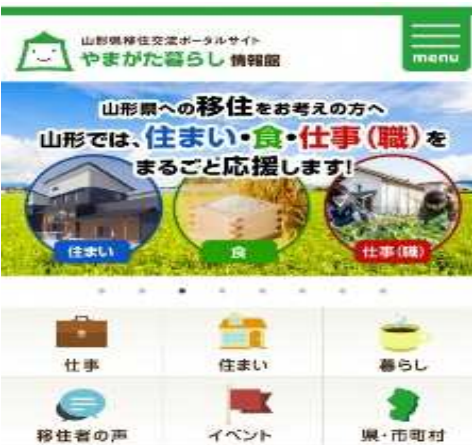 山形県移住交流ポータルサイト
やまがた暮らし 情報館
menu
山形県への移住をお考えの方へ
山形では、住まい・食・仕事(職)を
まるごと応援します!
住まい
食
仕事(職)
仕事
住まい
暮らし
移住者の声
イベント
県・市町村